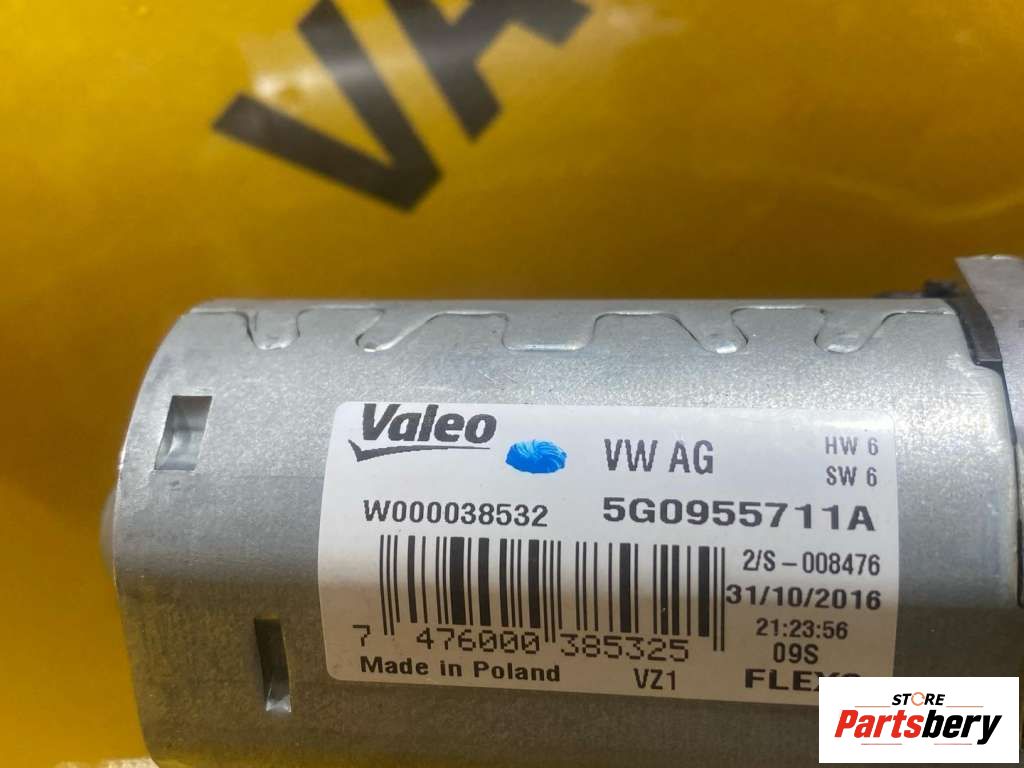 VA
Valeo
VW AG
HW 6
SW 6
W000038532
5G0955711A
2/S-008476
31/10/2016
21:23:56
09S
7 476000 385325
Made in Poland
VZ1
STORE
Partsbery